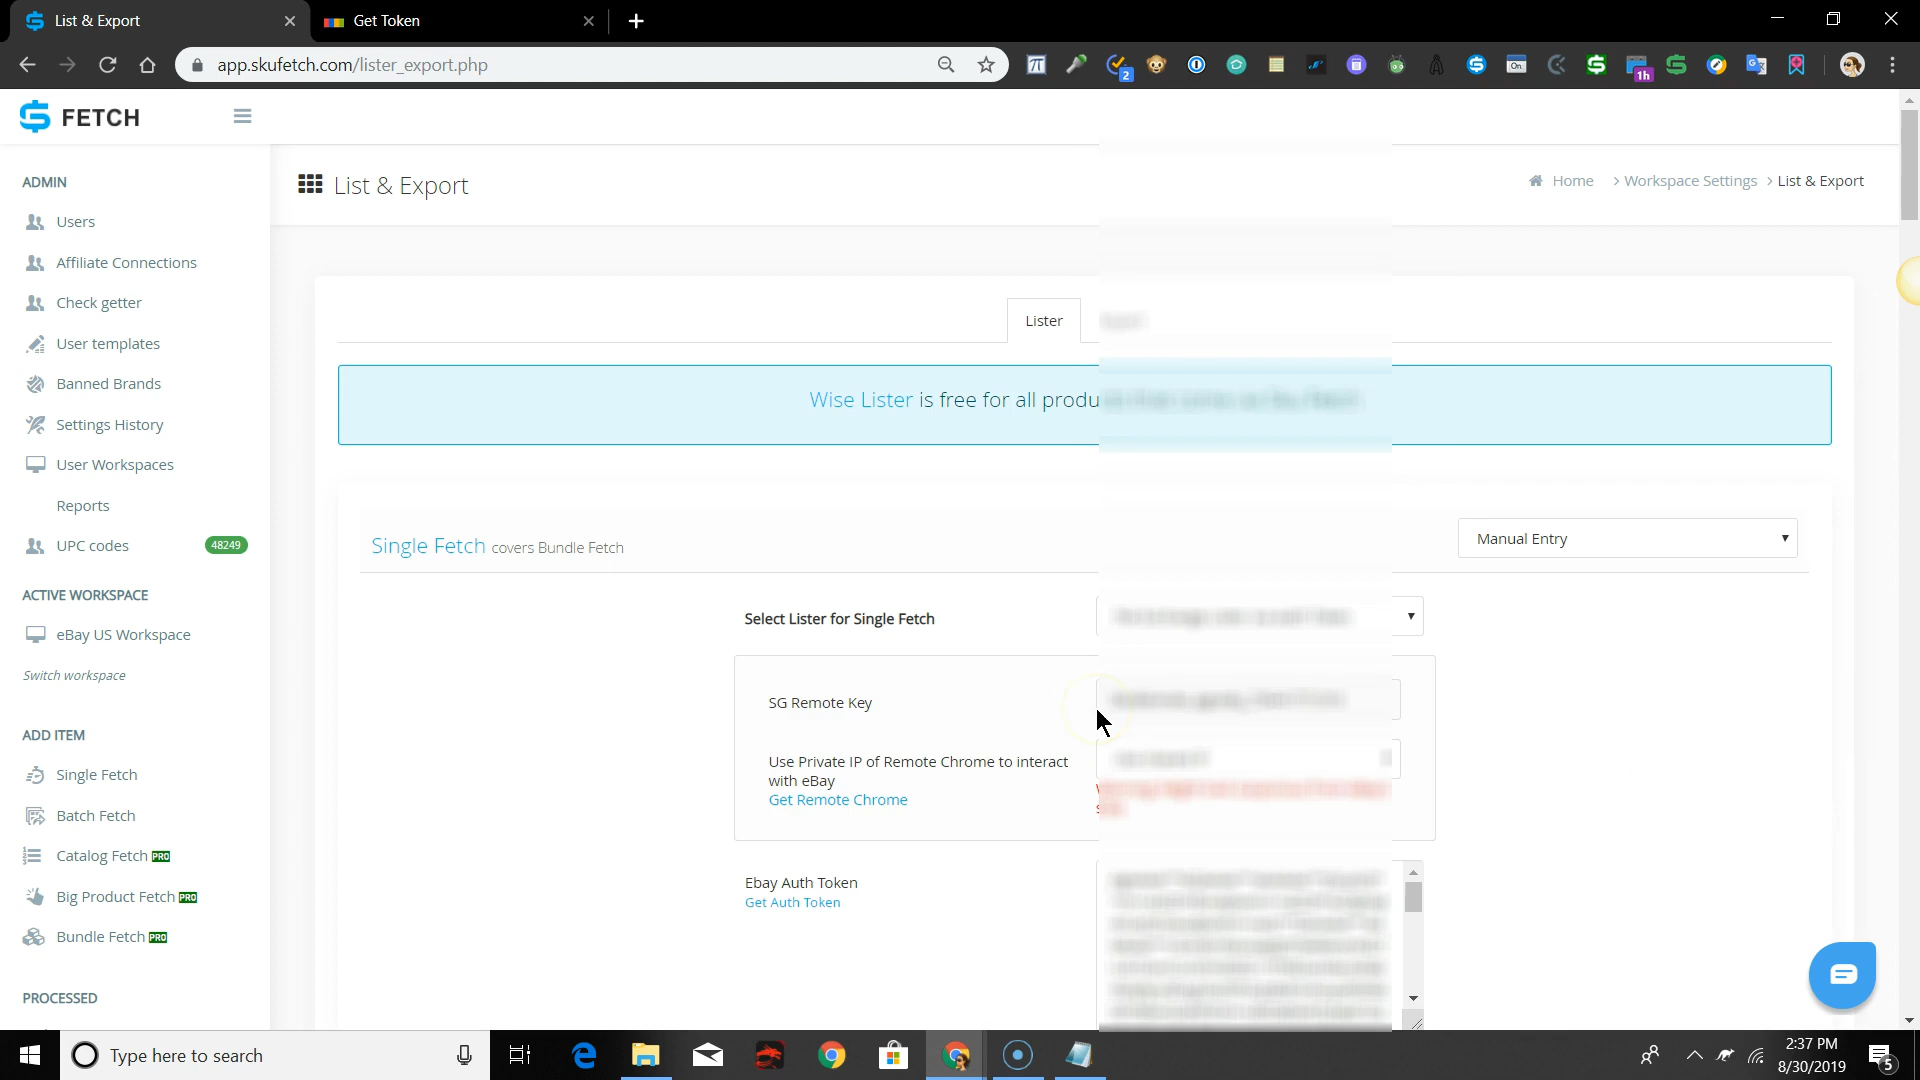 List & Export
Get Token
app.skufetch.com/lister_export.php
2
On
1h
FETCH
List & Export
Home > Workspace Settings > List & Export
ADMIN
Users
Affiliate Connections
Check getter
User templates
Banned Brands
Settings History
User Workspaces
Reports
UPC codes 48249
ACTIVE WORKSPACE
eBay US Workspace
Switch workspace
ADD ITEM
Single Fetch
Batch Fetch
Catalog Fetch PRO
Big Product Fetch PRO
Bundle Fetch PRO
PROCESSED
Lister
Wise Lister is free for all produ
Single Fetch covers Bundle Fetch
Manual Entry
Select Lister for Single Fetch
SG Remote Key
Use Private IP of Remote Chrome to interact
with eBay
Get Remote Chrome
Ebay Auth Token
Get Auth Token
Type here to search
2:37 PM
8/30/2019
5